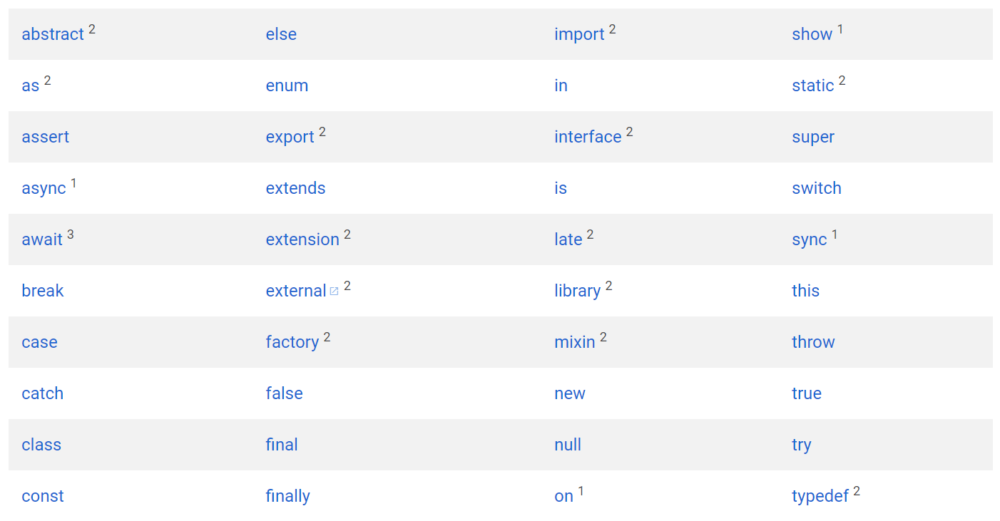 abstract 2 else import 2 show 1
as 2 enum in static 2
assert export 2 interface 2 super
async 1 extends is switch
await 3 extension 2 late 2 sync 1
break external 2 library 2 this
case factory 2 mixin 2 throw
catch false new true
class final null try
const finally on 1 typedef 2